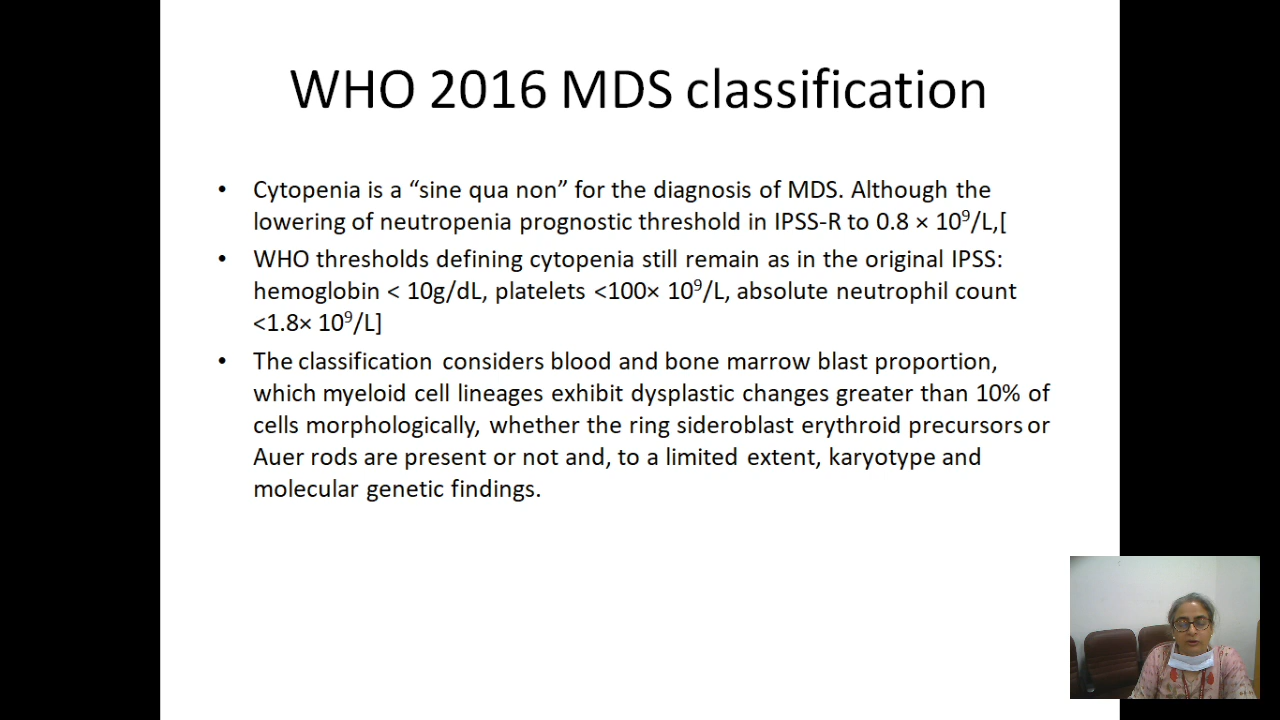 WHO 2016 MDS classification
• Cytopenia is a “sine qua non” for the diagnosis of MDS. Although the
lowering of neutropenia prognostic threshold in IPSS-R to 0.8 × 10⁹/L,[
• WHO thresholds defining cytopenia still remain as in the original IPSS:
hemoglobin < 10g/dL, platelets <100× 10⁹/L, absolute neutrophil count
<1.8× 10⁹/L]
• The classification considers blood and bone marrow blast proportion,
which myeloid cell lineages exhibit dysplastic changes greater than 10% of
cells morphologically, whether the ring sideroblast erythroid precursors or
Auer rods are present or not and, to a limited extent, karyotype and
molecular genetic findings.